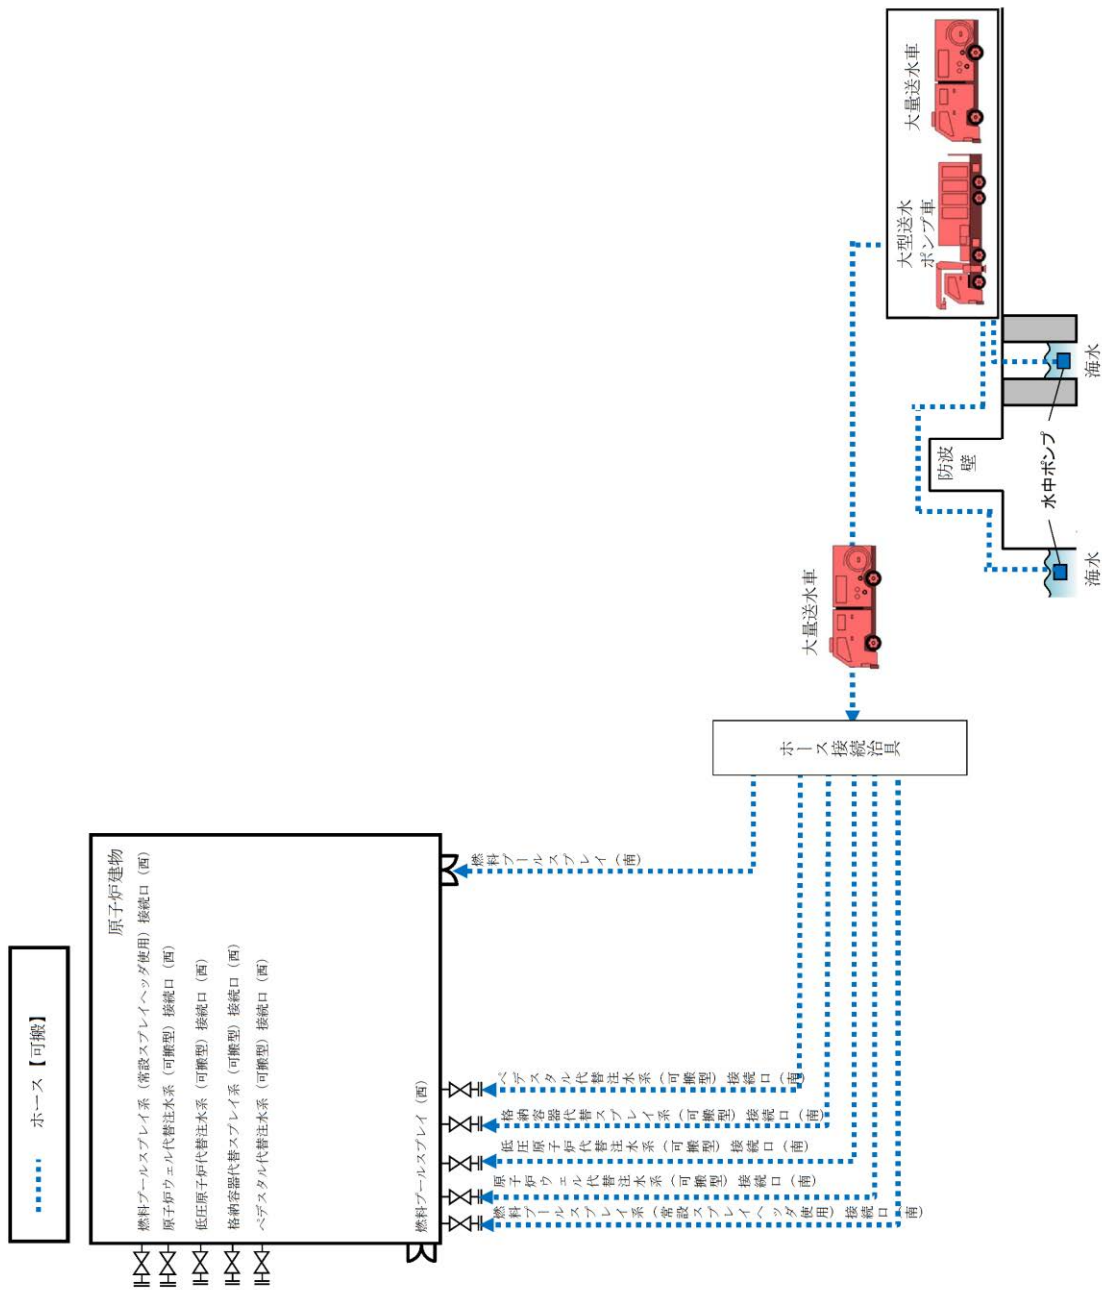 ホース【可搬】
原子炉建物
燃料プールスプレイ系（常設スプレイヘッダ使用）接続口（西）
原子炉ウェル代替注水系（可搬型）接続口（西）
低圧原子炉代替注水系（可搬型）接続口（西）
格納容器代替スプレイ系（可搬型）接続口（西）
ペデスタル代替注水系（可搬型）接続口（西）
燃料プールスプレイ（西）
燃料プールスプレイ（南）
ペデスタル代替注水系（可搬型）接続口（南）
格納容器代替スプレイ系（可搬型）接続口（南）
低圧原子炉代替注水系（可搬型）接続口（南）
原子炉ウェル代替注水系（可搬型）接続口（南）
燃料プールスプレイ系（常設スプレイヘッダ使用）接続口（南）
ホース接続治具
大量送水車
大型送水
ポンプ車
大量送水車
防波
壁
水中ポンプ
海水
海水